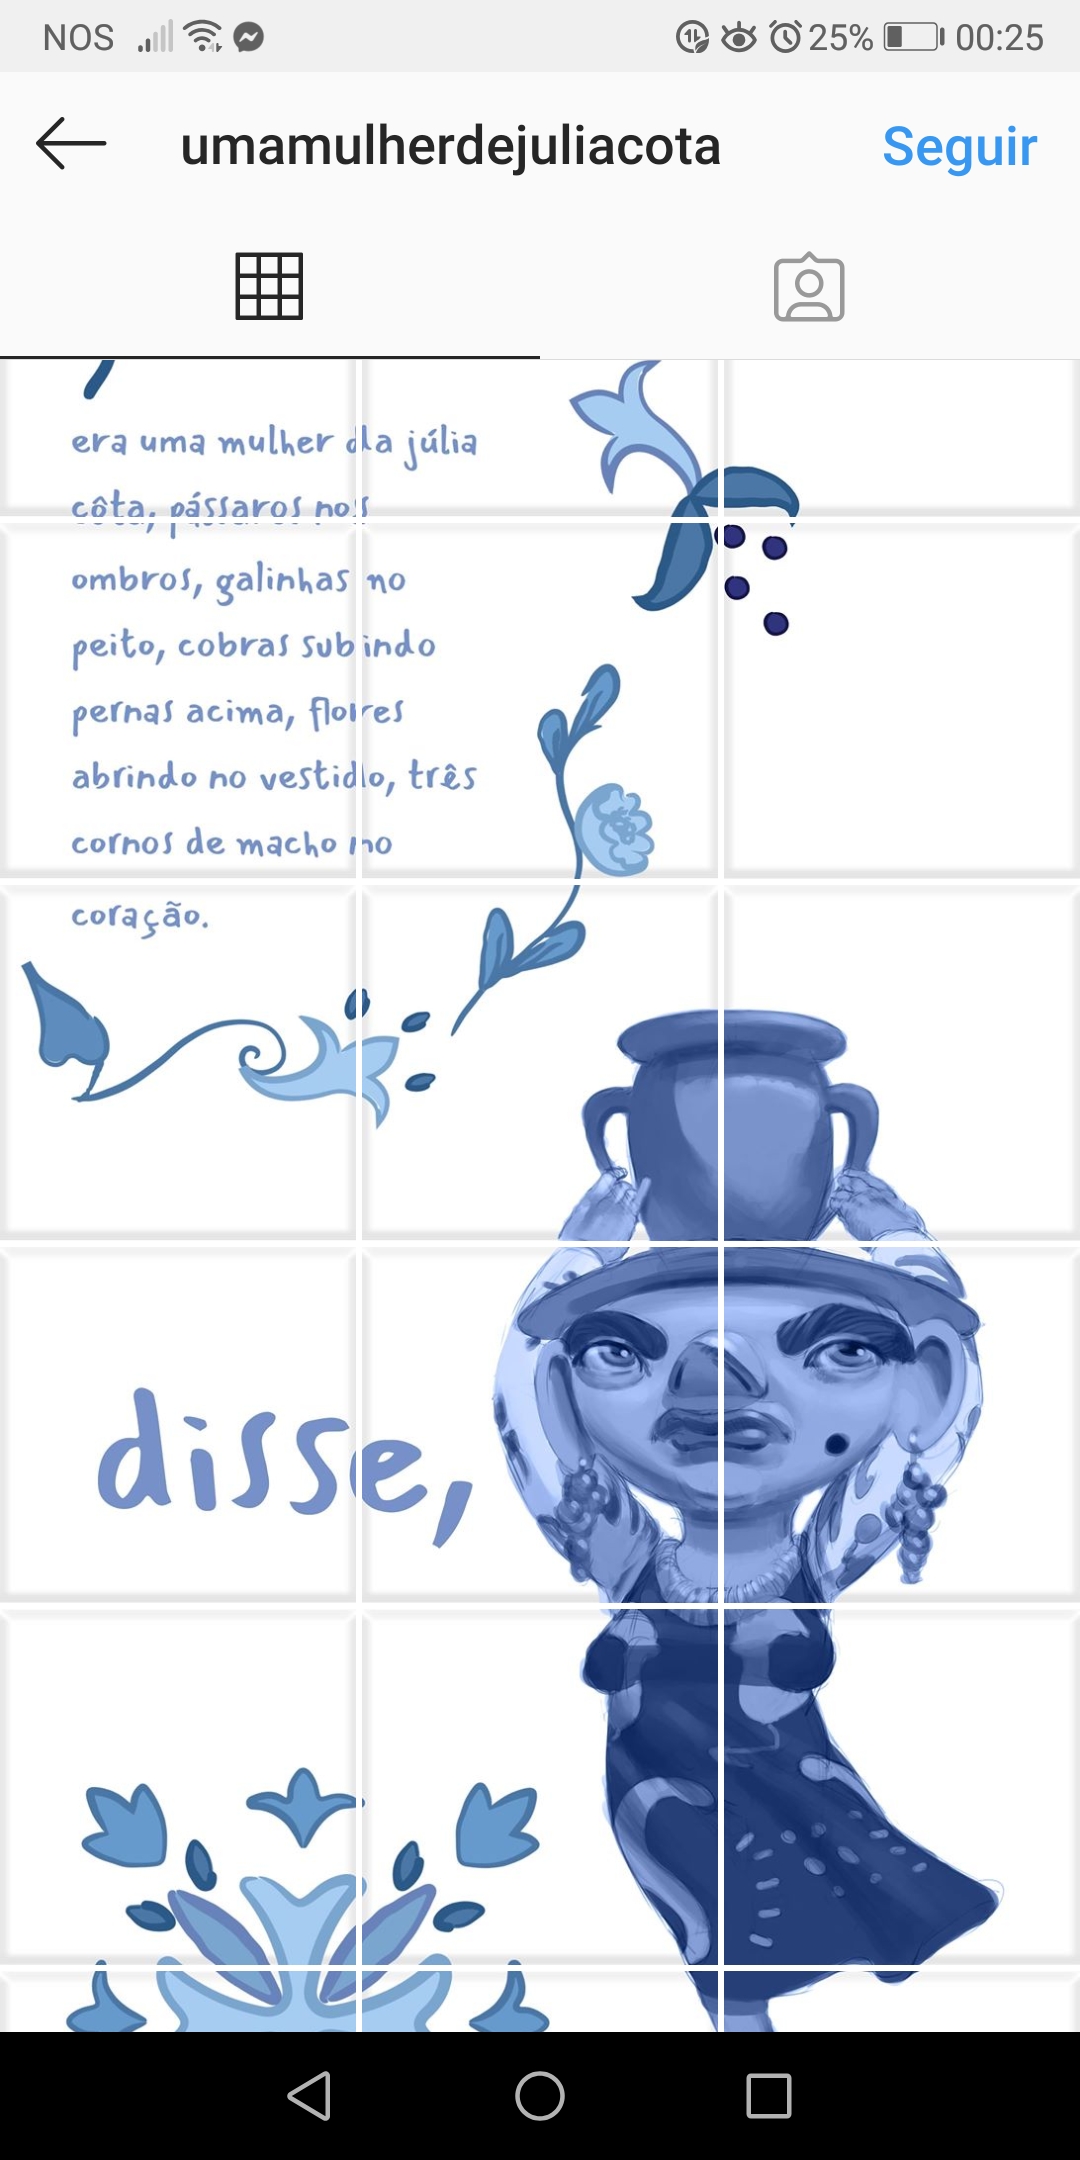 NOS 25% 00:25
umamulherdejuliacota Seguir
era uma mulher da júlia
côta, pássaros nos
ombros, galinhas no
peito, cobras subindo
pernas acima, flores
abrindo no vestido, três
cornos de macho no
coração.
disse,